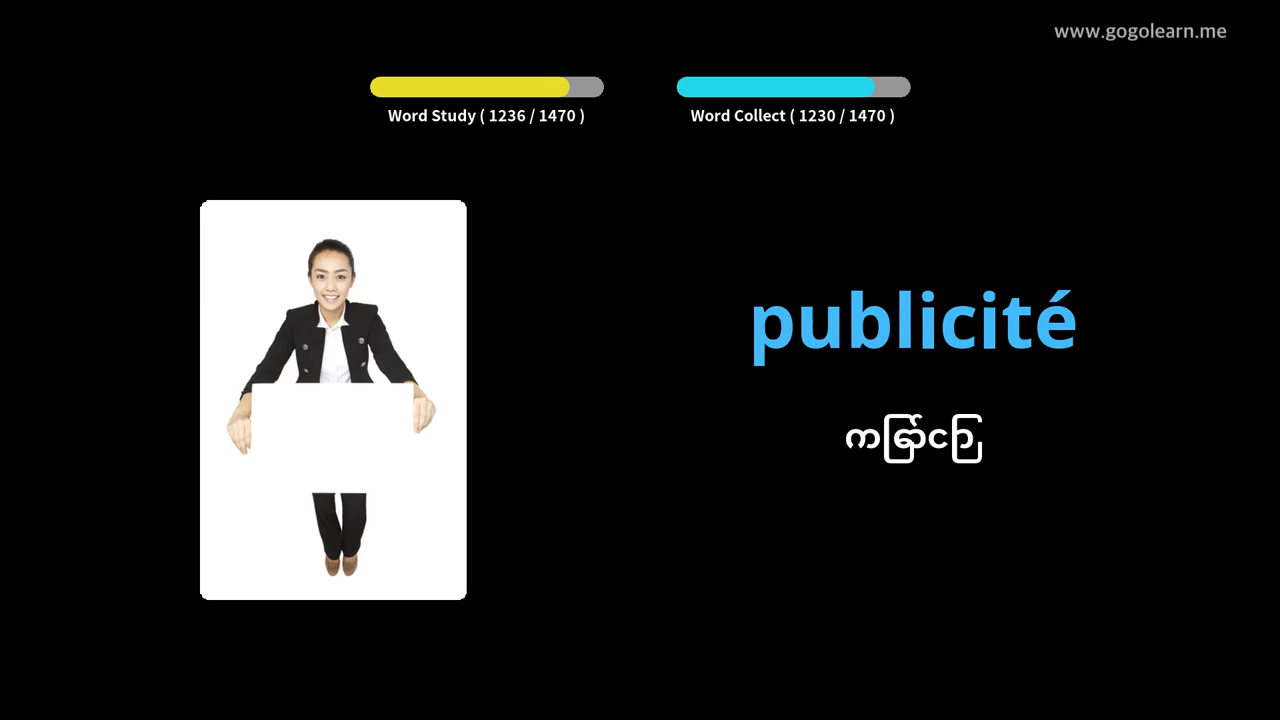 www.gogolearn.me
Word Study ( 1236 / 1470 )
Word Collect ( 1230 / 1470 )
publicité
ကြော်ငြာ